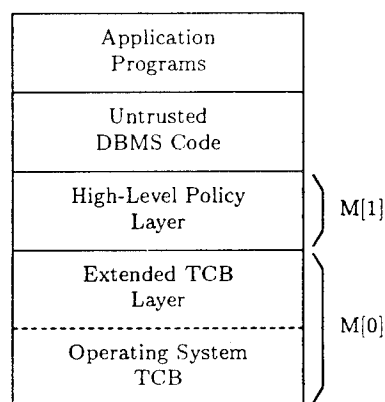 Application
Programs
Untrusted
DBMS Code
High-Level Policy
Layer
M[1]
Extended TCB
Layer
M[0]
Operating System
TCB